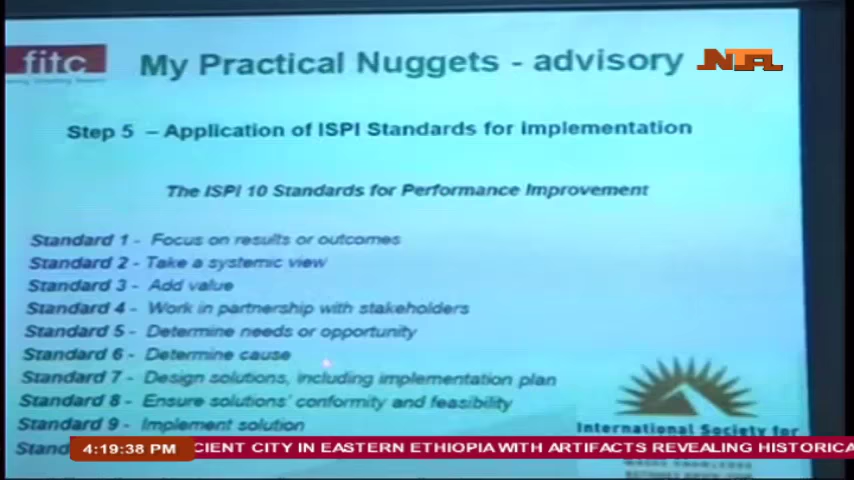 fitc
My Practical Nuggets - advisory
NTA
Step 5 – Application of ISPI Standards for implementation
The ISPI 10 Standards for Performance Improvement
Standard 1 - Focus on results or outcomes
Standard 2 - Take a systemic view
Standard 3 - Add value
Standard 4 - Work in partnership with stakeholders
Standard 5 - Determine needs or opportunity
Standard 6 - Determine cause
Standard 7 - Design solutions, including implementation plan
Standard 8 - Ensure solutions' conformity and feasibility
Standard 9 - Implement solution
International Society for
Stand
4:19:38 PM
CIENT CITY IN EASTERN ETHIOPIA WITH ARTIFACTS REVEALING HISTORICA